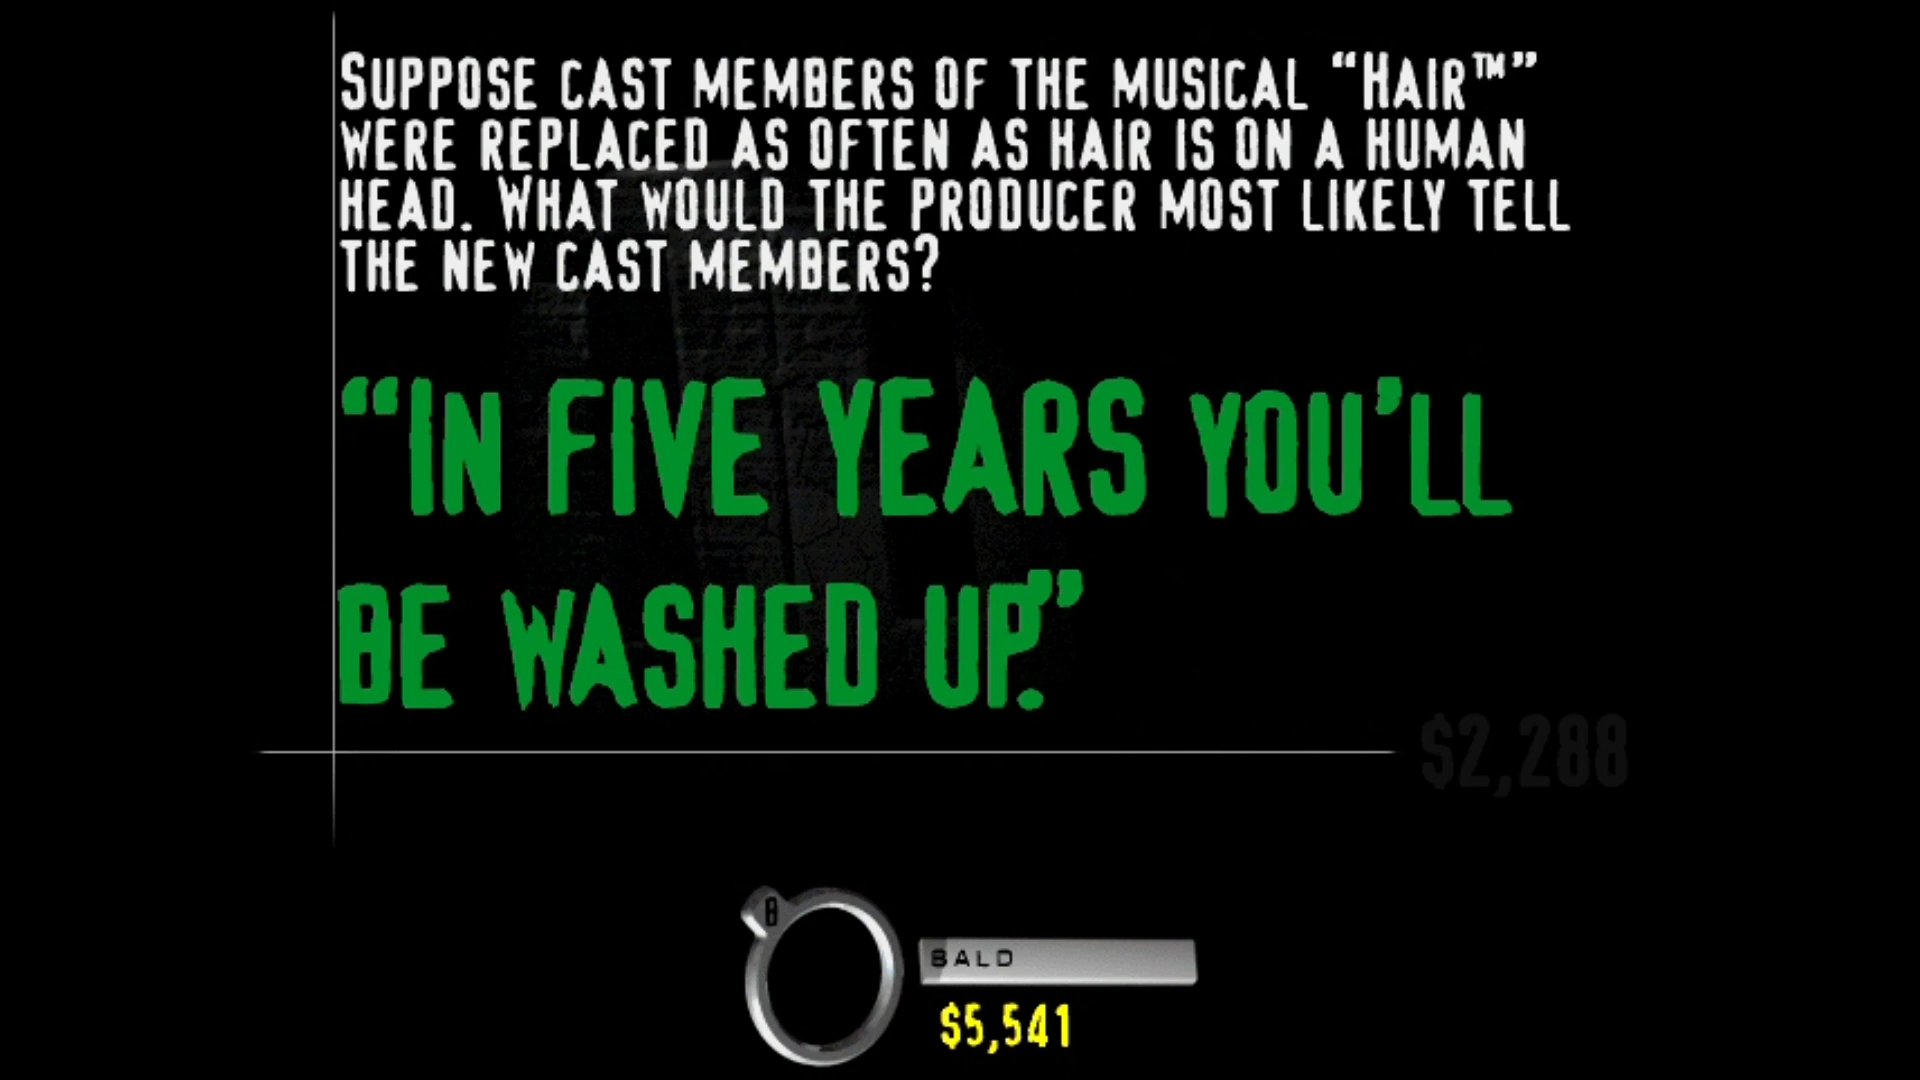 Suppose cast members of the musical “Hair™”
were replaced as often as hair is on a human
head. What would the producer most likely tell
the new cast members?
“In five years you’ll
be washed up.”
$2,288
B
BALD
$5,541